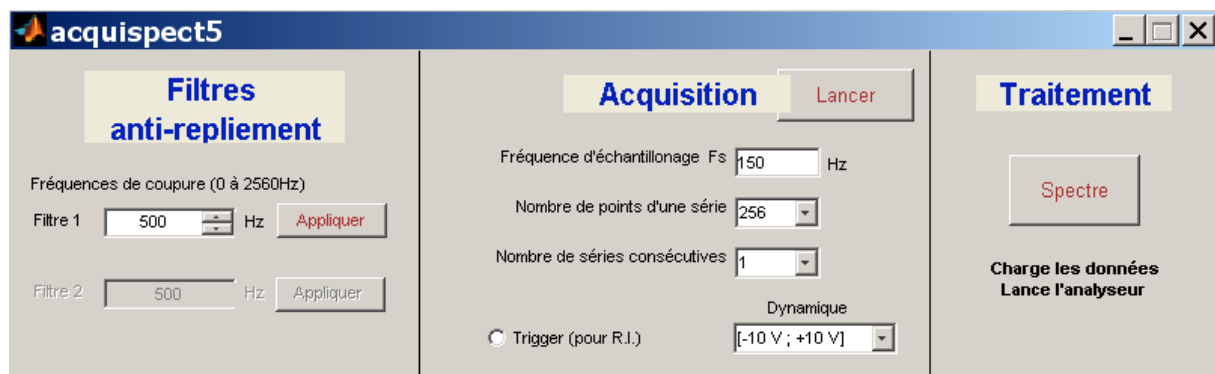 acquispect5
Filtres
anti-repliement
Fréquences de coupure (0 à 2560Hz)
Filtre 1 500 Hz Appliquer
Filtre 2 500 Hz Appliquer
Acquisition Lancer
Fréquence d'échantillonage Fs 150 Hz
Nombre de points d'une série 256
Nombre de séries consécutives 1
Dynamique
Trigger (pour R.I.) [-10 V ; +10 V]
Traitement
Spectre
Charge les données
Lance l'analyseur